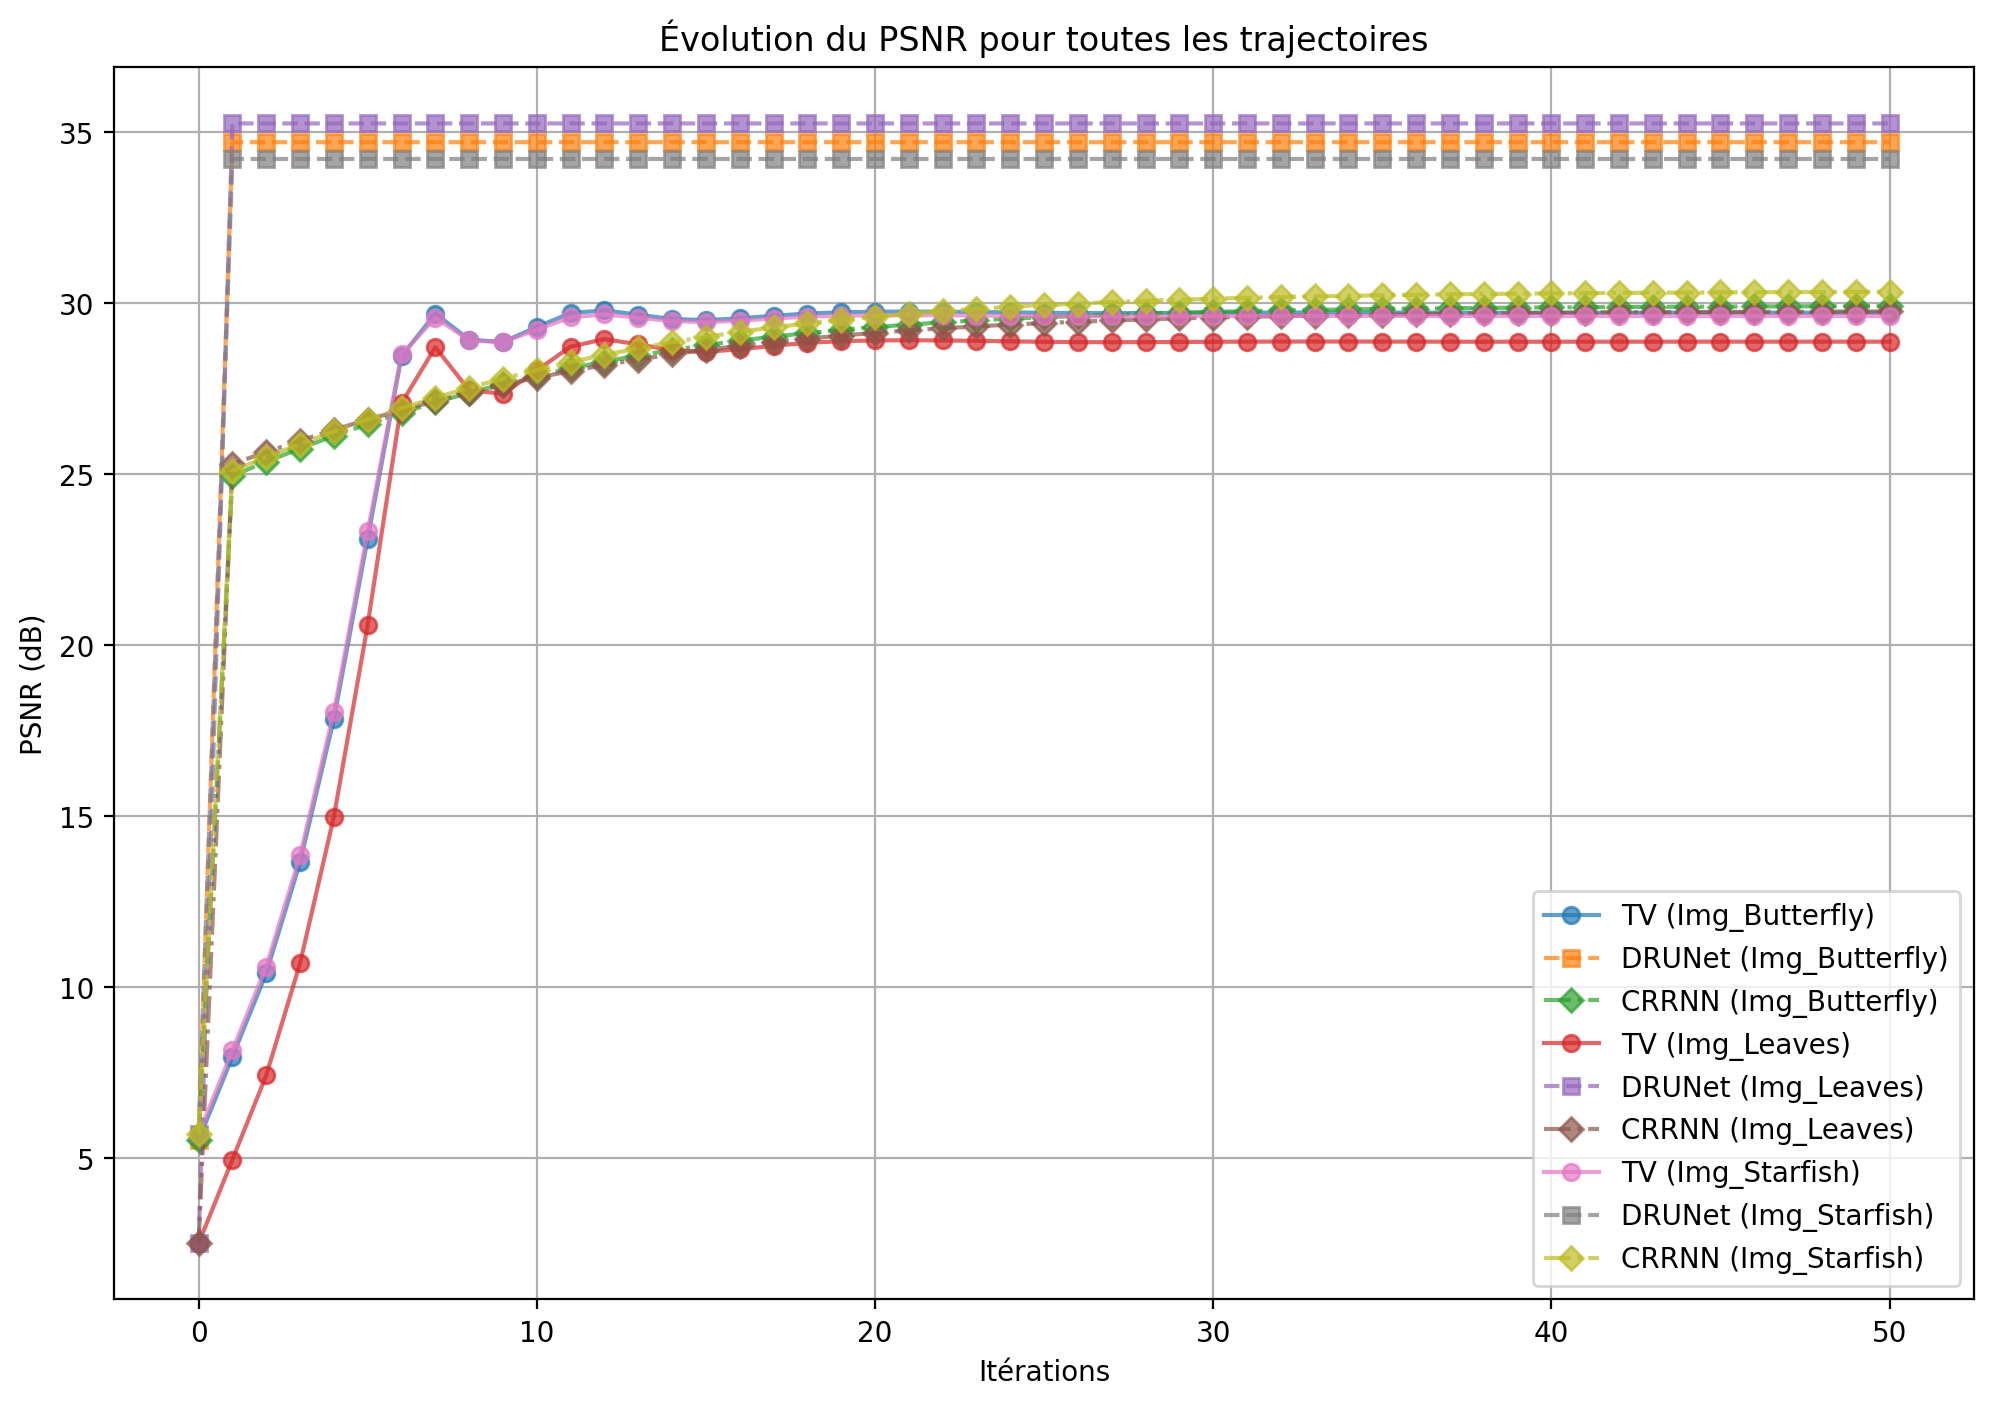 Évolution du PSNR pour toutes les trajectoires
PSNR (dB)
35
30
25
20
15
10
5
0 10 20 30 40 50
Itérations
TV (Img_Butterfly)
DRUNet (Img_Butterfly)
CRRNN (Img_Butterfly)
TV (Img_Leaves)
DRUNet (Img_Leaves)
CRRNN (Img_Leaves)
TV (Img_Starfish)
DRUNet (Img_Starfish)
CRRNN (Img_Starfish)